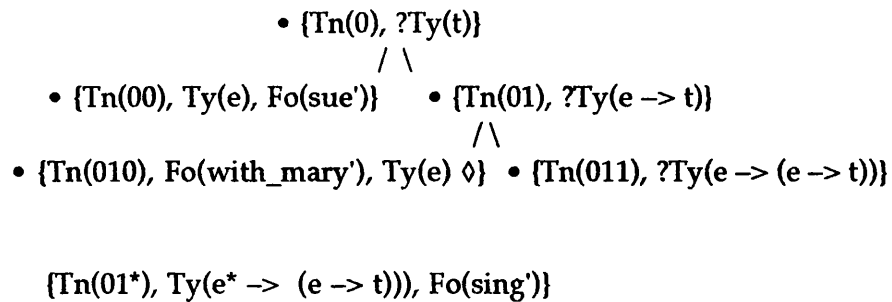 • {Tn(0), ?Ty(t)}
/ \
• {Tn(00), Ty(e), Fo(sue')} • {Tn(01), ?Ty(e –> t)}
/ \
• {Tn(010), Fo(with_mary'), Ty(e) ◊} • {Tn(011), ?Ty(e –> (e –> t))}
{Tn(01*), Ty(e* –> (e –> t))), Fo(sing')}